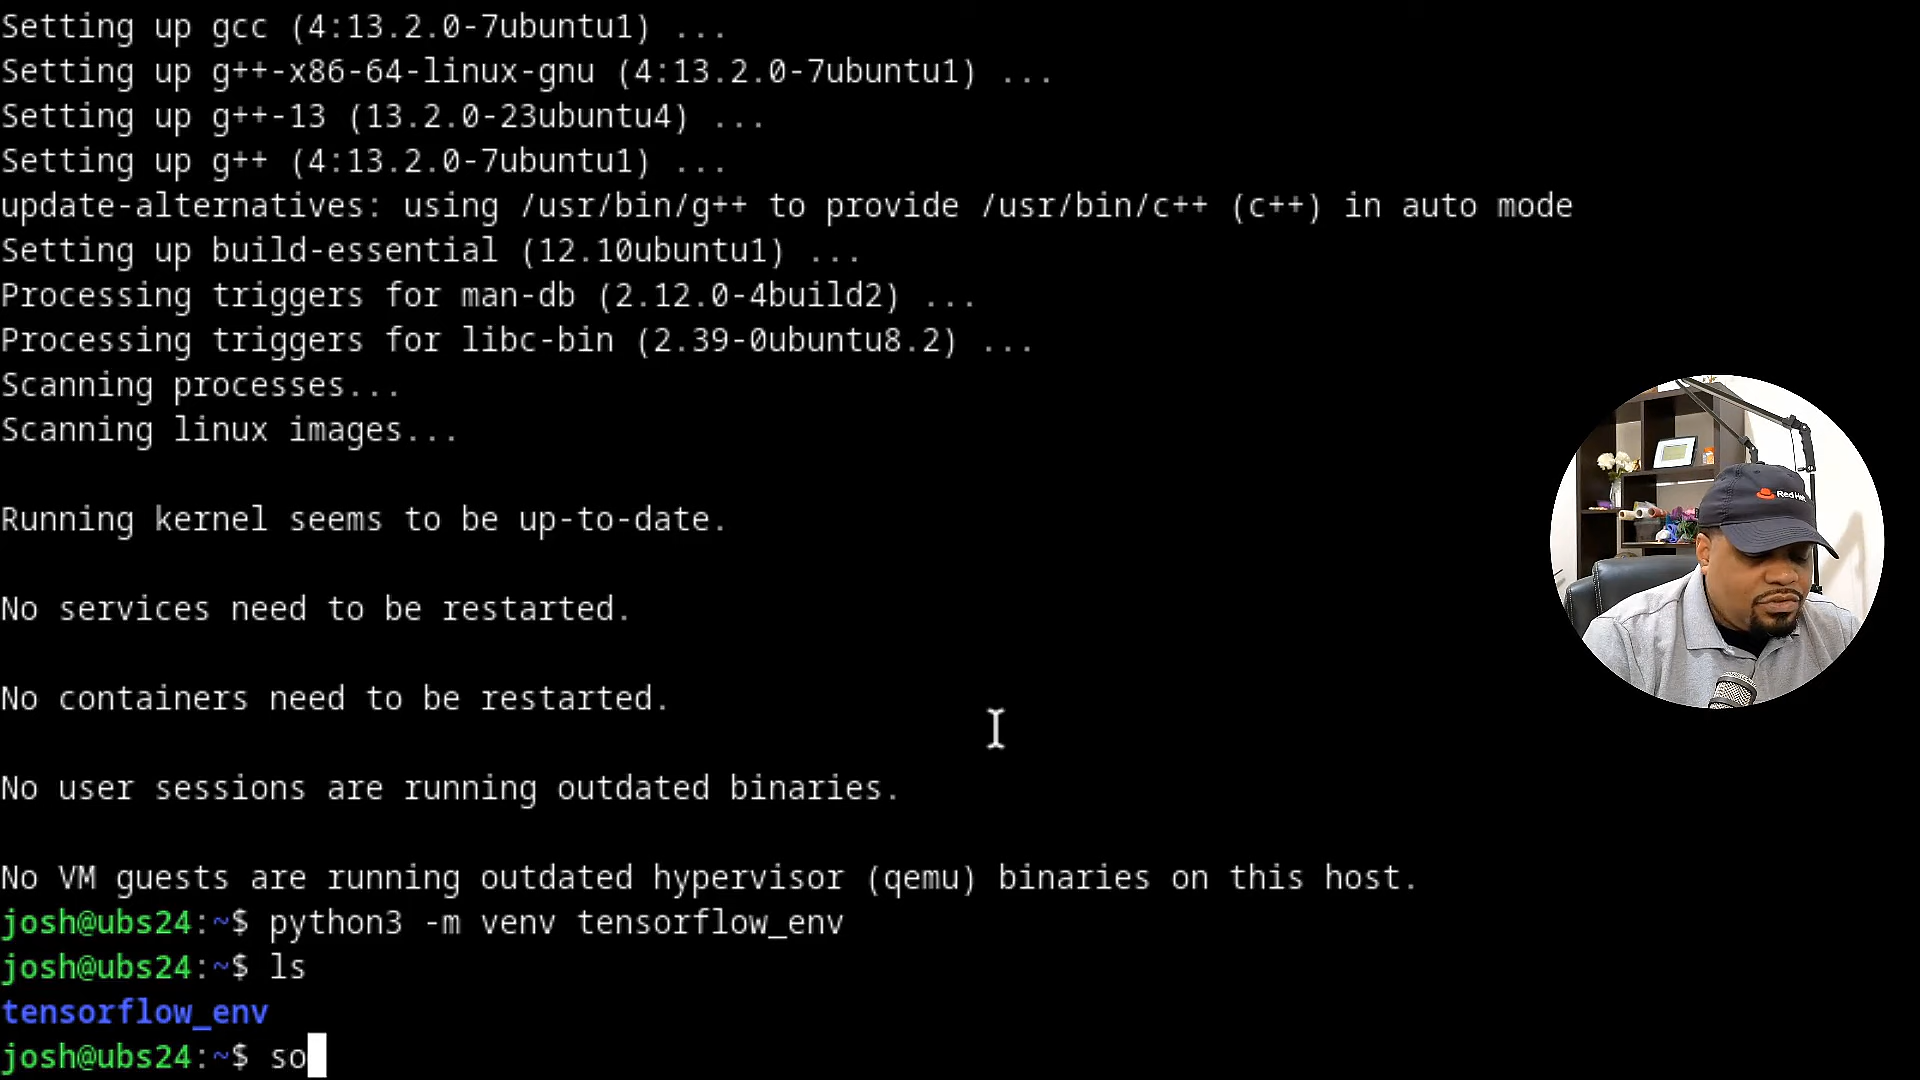 Setting up gcc (4:13.2.0-7ubuntu1) ...
Setting up g++-x86-64-linux-gnu (4:13.2.0-7ubuntu1) ...
Setting up g++-13 (13.2.0-23ubuntu4) ...
Setting up g++ (4:13.2.0-7ubuntu1) ...
update-alternatives: using /usr/bin/g++ to provide /usr/bin/c++ (c++) in auto mode
Setting up build-essential (12.10ubuntu1) ...
Processing triggers for man-db (2.12.0-4build2) ...
Processing triggers for libc-bin (2.39-0ubuntu8.2) ...
Scanning processes...
Scanning linux images...
Running kernel seems to be up-to-date.
No services need to be restarted.
No containers need to be restarted.
No user sessions are running outdated binaries.
No VM guests are running outdated hypervisor (qemu) binaries on this host.
josh@ubs24:~$ python3 -m venv tensorflow_env
josh@ubs24:~$ ls
tensorflow_env
josh@ubs24:~$ so
Red